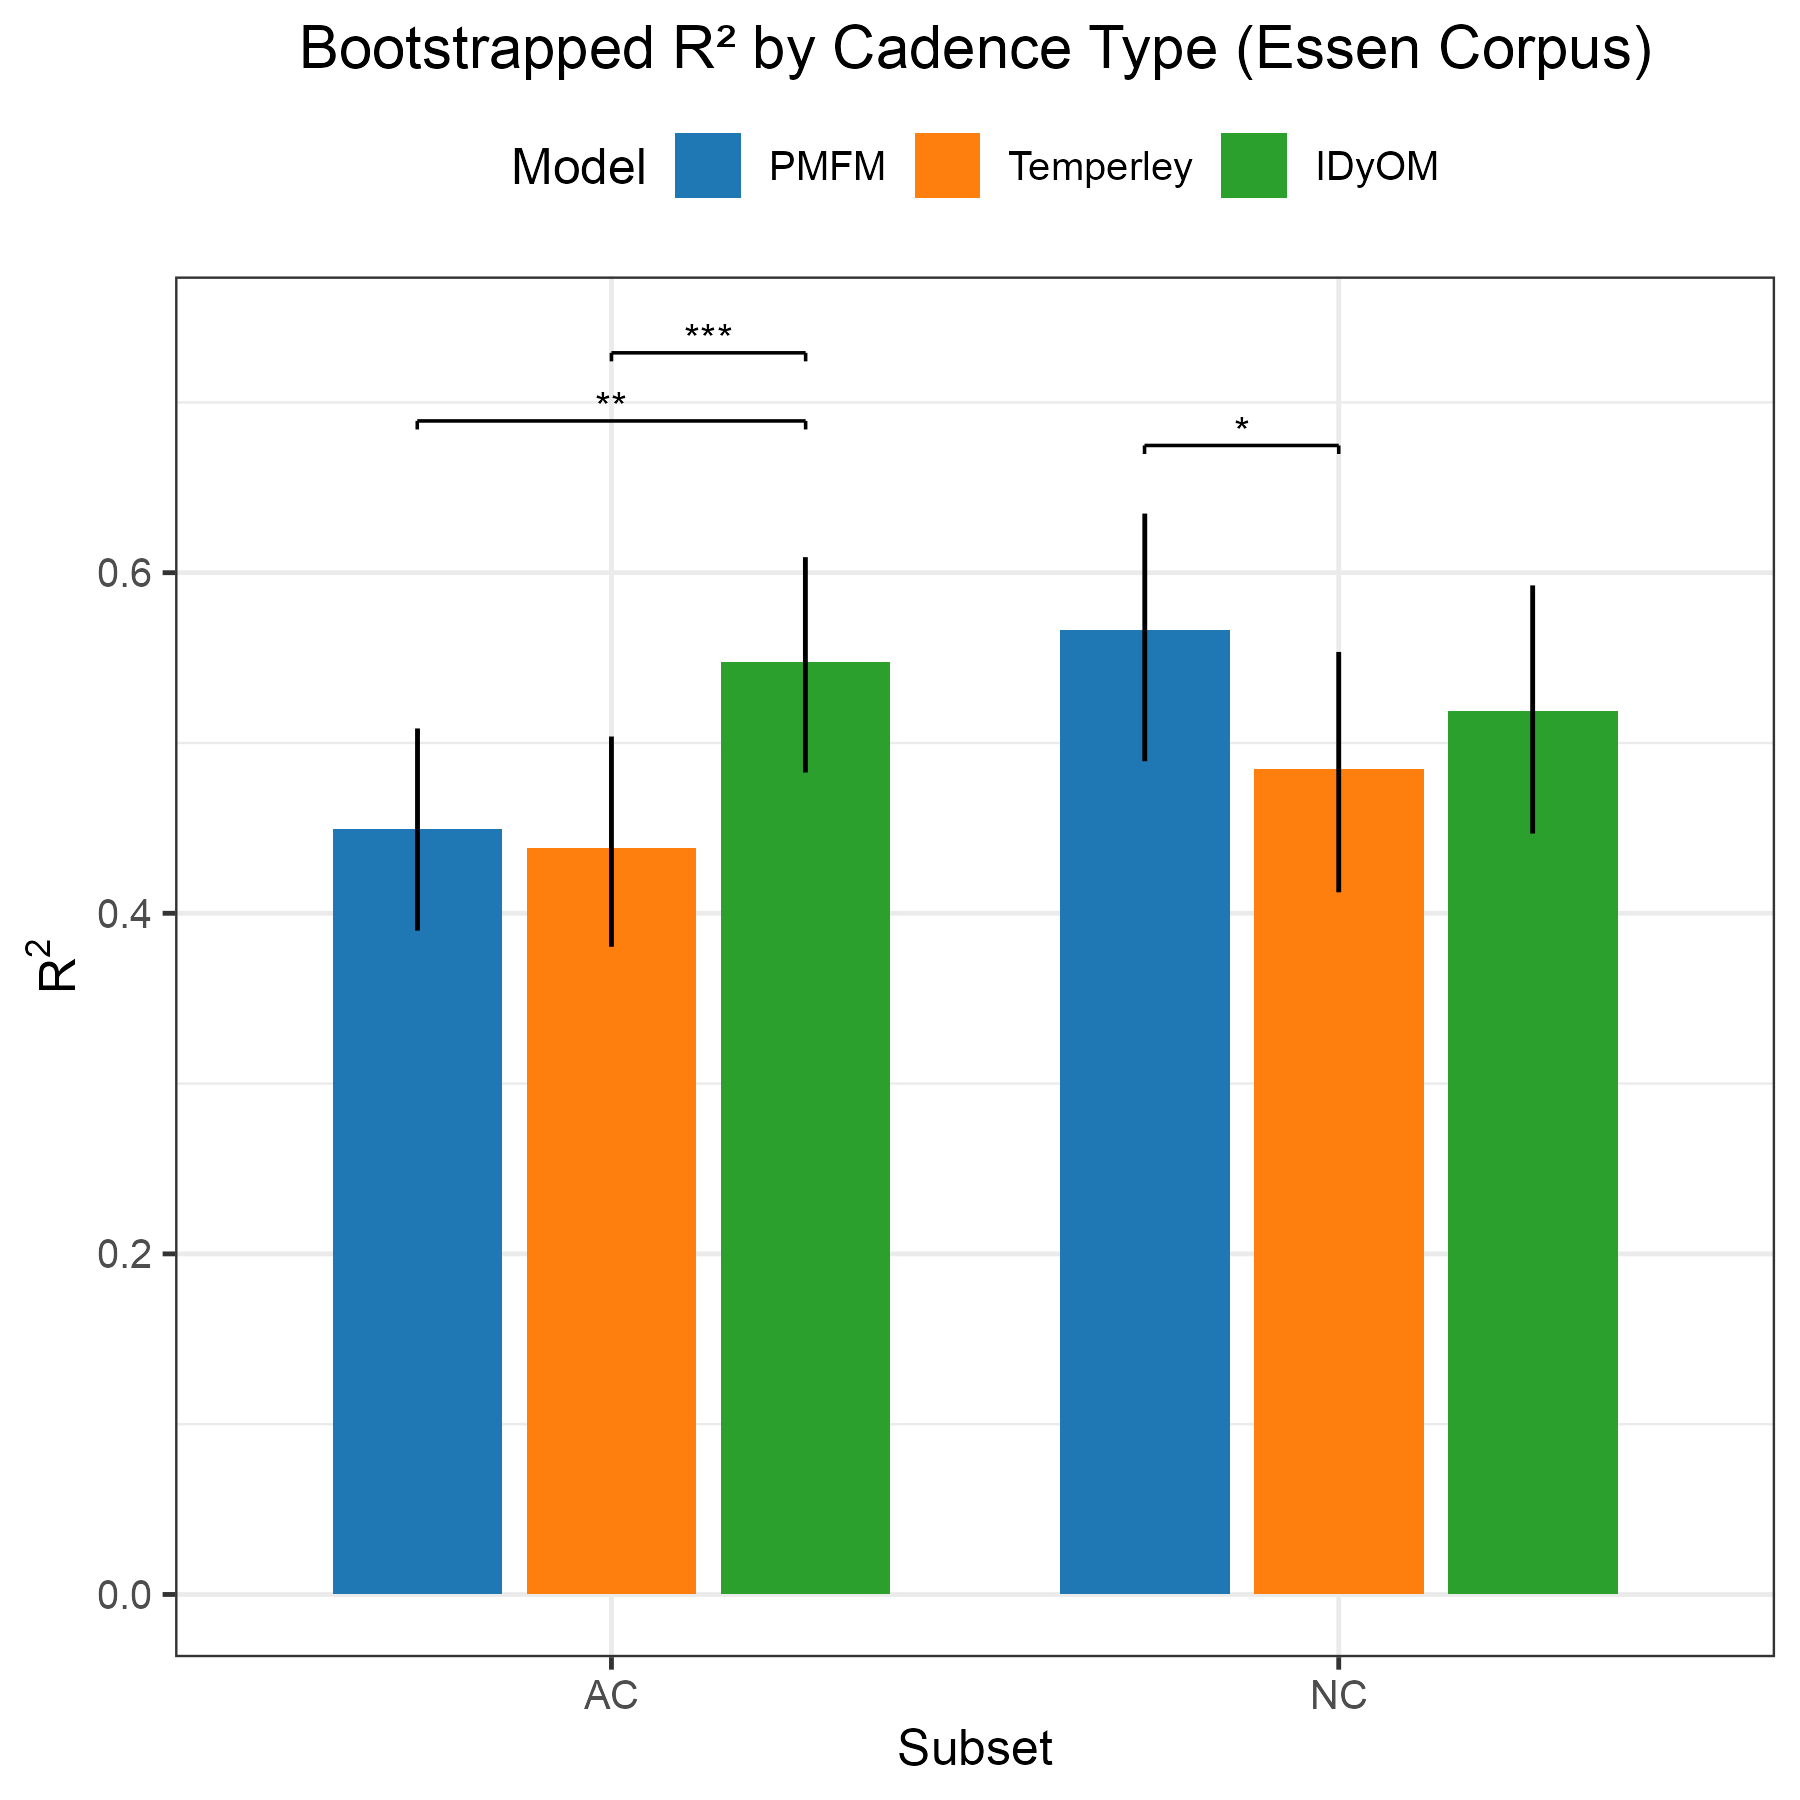 Bootstrapped R² by Cadence Type (Essen Corpus)
Model PMFM Temperley IDyOM
***
**
*
0.6
0.4
0.2
0.0
R²
AC NC
Subset